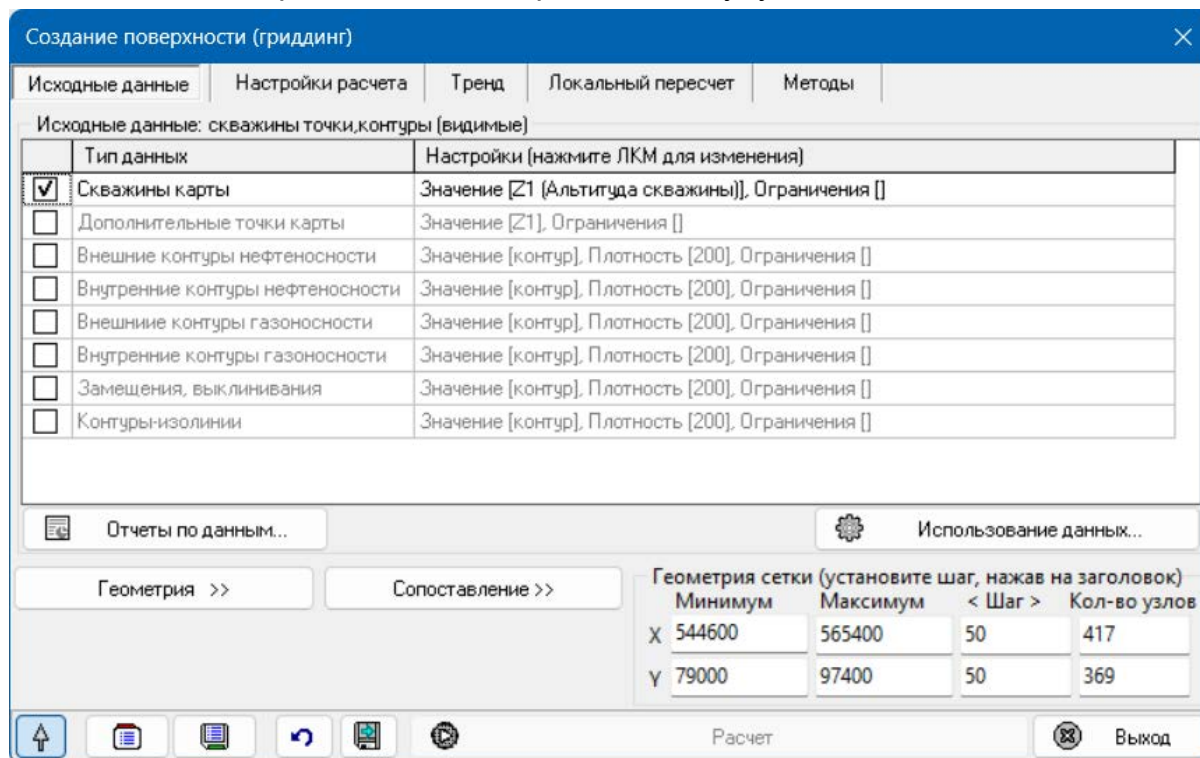 Создание поверхности (гриддинг)
Исходные данные Настройки расчета Тренд Локальный пересчет Методы
Исходные данные: скважины точки,контуры (видимые)
Тип данных Настройки (нажмите ЛКМ для изменения)
Скважины карты Значение [Z1 (Альтитуда скважины)], Ограничения []
Дополнительные точки карты Значение [Z1], Ограничения []
Внешние контуры нефтеносности Значение [контур], Плотность [200], Ограничения []
Внутренние контуры нефтеносности Значение [контур], Плотность [200], Ограничения []
Внешниие контуры газоносности Значение [контур], Плотность [200], Ограничения []
Внутренние контуры газоносности Значение [контур], Плотность [200], Ограничения []
Замещения, выклинивания Значение [контур], Плотность [200], Ограничения []
Контуры-изолинии Значение [контур], Плотность [200], Ограничения []
Отчеты по данным... Использование данных...
Геометрия >> Сопоставление >> Геометрия сетки (установите шаг, нажав на заголовок)
Минимум Максимум < Шаг > Кол-во узлов
X 544600 565400 50 417
Y 79000 97400 50 369
Расчет Выход